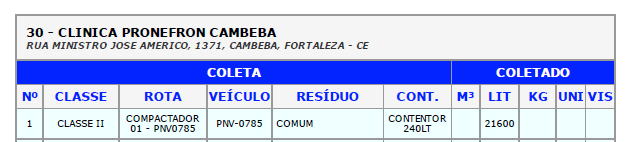 30 - CLINICA PRONEFRON CAMBEBA
RUA MINISTRO JOSE AMERICO, 1371, CAMBEBA, FORTALEZA - CE
COLETA COLETADO
Nº CLASSE ROTA VEÍCULO RESÍDUO CONT. M³ LIT KG UNI VIS
1 CLASSE II COMPACTADOR 01 - PNV0785 PNV-0785 COMUM CONTENTOR 240LT 21600